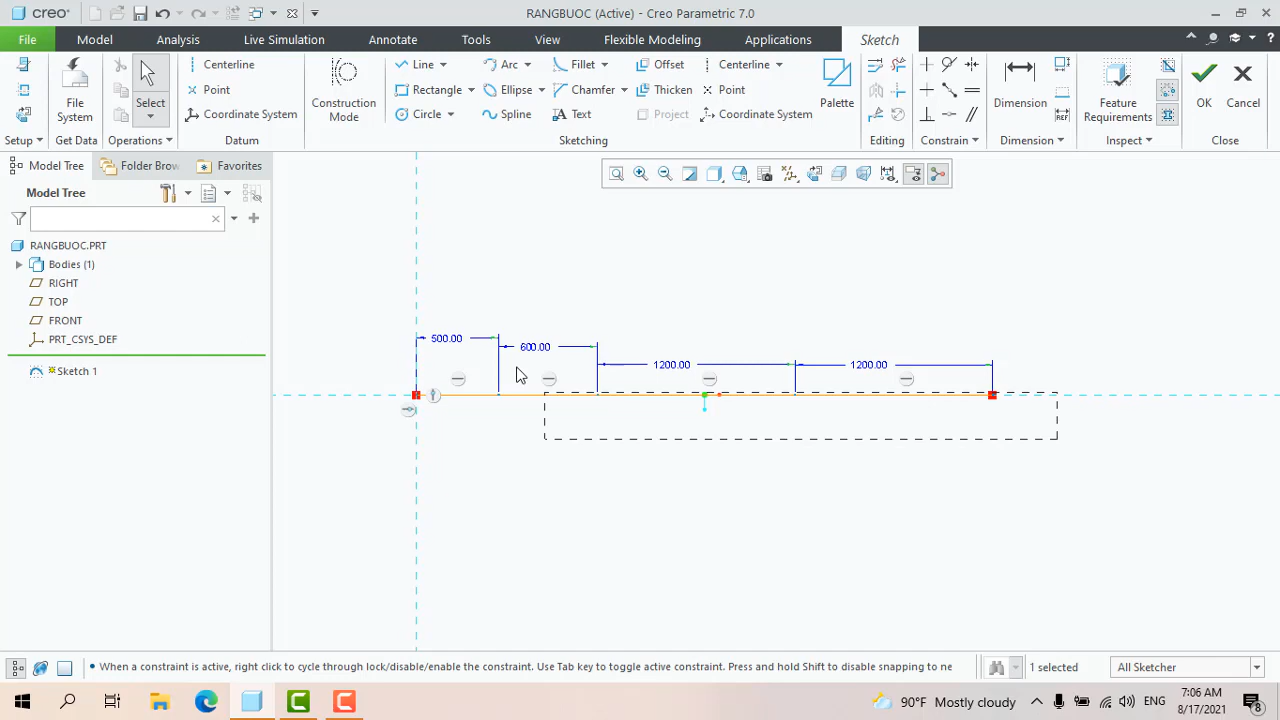 creo
RANGBUOC (Active) - Creo Parametric 7.0
File Model Analysis Live Simulation Annotate Tools View Flexible Modeling Applications Sketch
Centerline Line Arc Fillet Offset Centerline
Point Rectangle Ellipse Chamfer Thicken Point
Coordinate System Circle Spline Text Project Coordinate System
File System Select Construction Mode Palette Dimension Feature Requirements OK Cancel
Setup Get Data Operations Datum Sketching Editing Constrain Dimension Inspect Close
Model Tree Folder Brow Favorites
Model Tree
RANGBUOC.PRT
Bodies (1)
RIGHT
TOP
FRONT
PRT_CSYS_DEF
Sketch 1
500.00
600.00
1200.00 1200.00
• When a constraint is active, right click to cycle through lock/disable/enable the constraint. Use Tab key to toggle active constraint. Press and hold Shift to disable snapping to ne
1 selected
All Sketcher
90°F Mostly cloudy
ENG
7:06 AM
8/17/2021
8